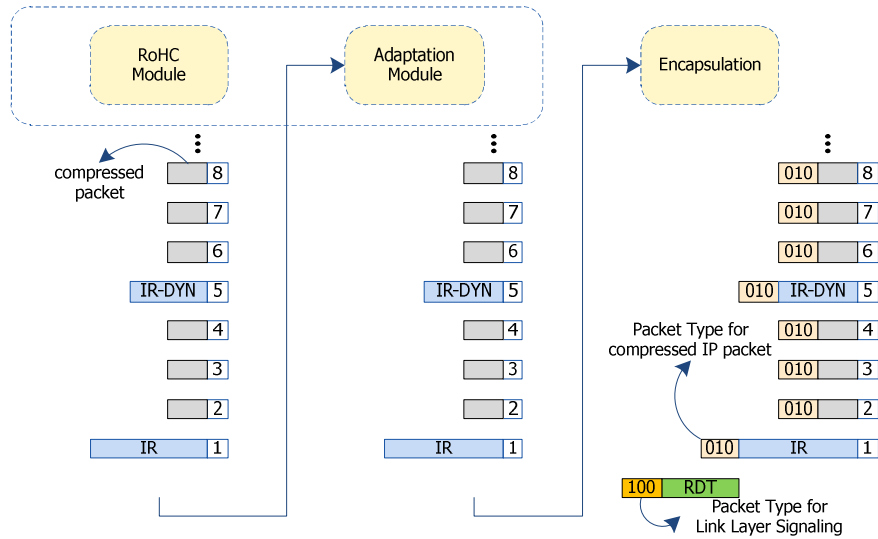 RoHC
Module
Adaptation
Module
Encapsulation
compressed
packet
8
7
6
IR-DYN 5
4
3
2
IR 1
8
7
6
IR-DYN 5
4
3
2
IR 1
010 8
010 7
010 6
010 IR-DYN 5
Packet Type for
compressed IP packet
010 4
010 3
010 2
010 IR 1
100 RDT
Packet Type for
Link Layer Signaling